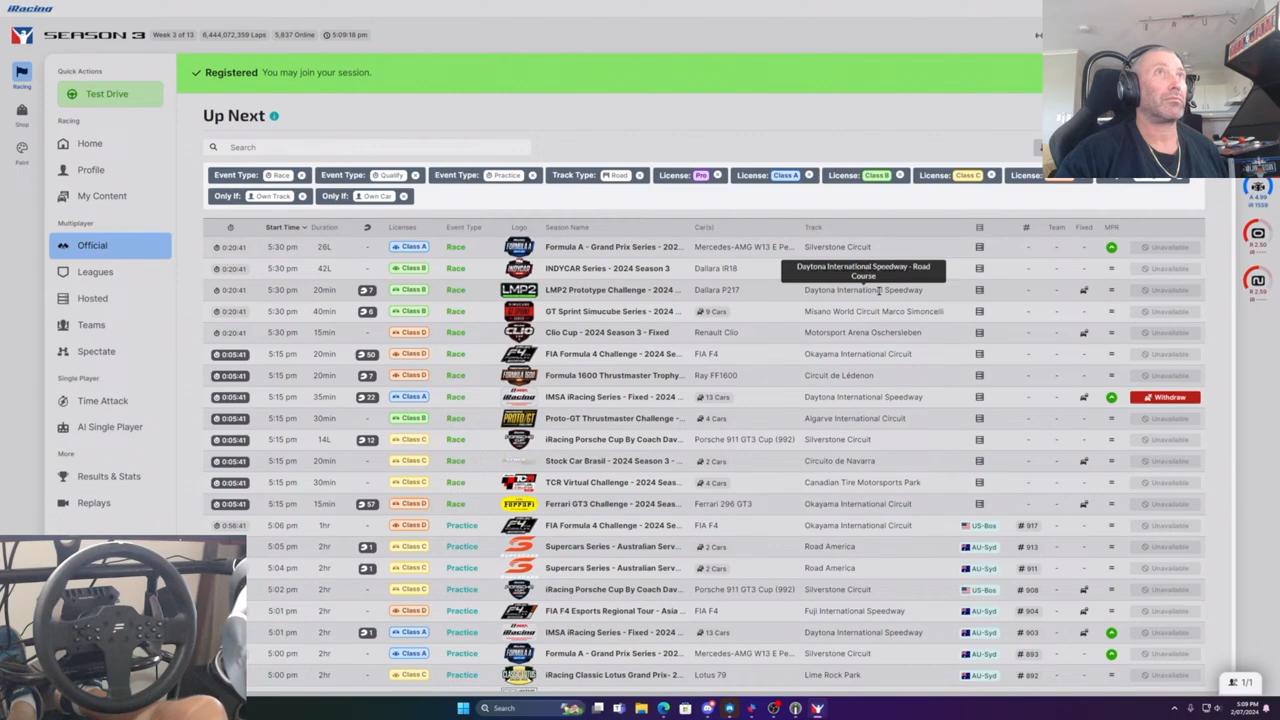 iRacing
SEASON 3 Week 3 of 13 6,444,072,359 Laps 5,837 Online 5:09:18 pm
Racing
Shop
Paint
Quick Actions
Test Drive
Racing
Home
Profile
My Content
Multiplayer
Official
Leagues
Hosted
Teams
Spectate
Single Player
Time Attack
AI Single Player
More
Results & Stats
Replays
Registered You may join your session.
Up Next
Search
Event Type: Race Event Type: Qualify Event Type: Practice Track Type: Road License: Pro License: Class A License: Class B License: Class C License:
Only If: Own Track Only If: Own Car
Start Time Duration Licenses Event Type Logo Season Name Car(s) Track # Team Fixed MPR
0:20:41 5:30 pm 26L - Class A Race Formula A - Grand Prix Series - 202... Mercedes-AMG W13 E Pe... Silverstone Circuit - - - Unavailable
0:20:41 5:30 pm 42L - Class B Race INDYCAR Series - 2024 Season 3 Dallara IR18 - - - = Unavailable
Daytona International Speedway - Road
Course
0:20:41 5:30 pm 20min 7 Class B Race LMP2 LMP2 Prototype Challenge - 2024 ... Dallara P217 Daytona International Speedway - - = Unavailable
0:20:41 5:30 pm 40min 6 Class B Race GT Sprint Simucube Series - 2024 ... 9 Cars Misano World Circuit Marco Simoncelli - - - = Unavailable
0:20:41 5:30 pm 15min - Class D Race CLIO Clio Cup - 2024 Season 3 - Fixed Renault Clio Motorsport Arena Oschersleben - - = Unavailable
0:05:41 5:15 pm 20min 50 Class D Race FIA Formula 4 Challenge - 2024 Se... FIA F4 Okayama International Circuit - - - = Unavailable
0:05:41 5:15 pm 20min 7 Class D Race Formula 1600 Thrustmaster Trophy... Ray FF1600 Circuit de Lédenon - - - = Unavailable
0:05:41 5:15 pm 35min 22 Class A Race IMSA iRacing Series - Fixed - 2024 ... 13 Cars Daytona International Speedway - - Withdraw
0:05:41 5:15 pm 30min - Class B Race Proto-GT Thrustmaster Challenge - ... 4 Cars Algarve International Circuit - - - = Unavailable
0:05:41 5:15 pm 14L 12 Class C Race iRacing Porsche Cup By Coach Dav... Porsche 911 GT3 Cup (992) Silverstone Circuit - - - = Unavailable
0:05:41 5:15 pm 20min - Class C Race Stock Car Brasil - 2024 Season 3 - ... 2 Cars Circuito de Navarra - - = Unavailable
0:05:41 5:15 pm 30min - Class C Race TCR Virtual Challenge - 2024 Seas... 4 Cars Canadian Tire Motorsports Park - - = Unavailable
0:05:41 5:15 pm 15min 57 Class D Race Ferrari GT3 Challenge - 2024 Seas... Ferrari 296 GT3 Okayama International Circuit - - = Unavailable
0:56:41 5:06 pm 1hr - Class D Practice FIA Formula 4 Challenge - 2024 Se... FIA F4 Okayama International Circuit US-Bos # 917 - - = Unavailable
5:05 pm 2hr 1 Class C Practice Supercars Series - Australian Serv... 2 Cars Road America AU-Syd # 913 - - = Unavailable
5:04 pm 2hr 1 Class C Practice Supercars Series - Australian Serv... 2 Cars Road America AU-Syd # 911 - = Unavailable
5:02 pm 2hr - Class C Practice iRacing Porsche Cup By Coach Dav... Porsche 911 GT3 Cup (992) Silverstone Circuit US-Bos # 908 - - = Unavailable
5:01 pm 2hr - Class D Practice FIA F4 Esports Regional Tour - Asia ... FIA F4 Fuji International Speedway AU-Syd # 904 - = Unavailable
5:01 pm 2hr 1 Class A Practice IMSA iRacing Series - Fixed - 2024 ... 13 Cars Daytona International Speedway AU-Syd # 903 - Unavailable
5:00 pm 2hr - Class A Practice Formula A - Grand Prix Series - 202... Mercedes-AMG W13 E Pe... Silverstone Circuit AU-Syd # 893 - - Unavailable
5:00 pm 2hr - Class C Practice iRacing Classic Lotus Grand Prix- 2... Lotus 79 Lime Rock Park AU-Syd # 892 - - = Unavailable
A 4.99
iR 1559
R 2.50
iR ----
R 2.59
iR ----
1/1
Search
5:09 PM
2/07/2024